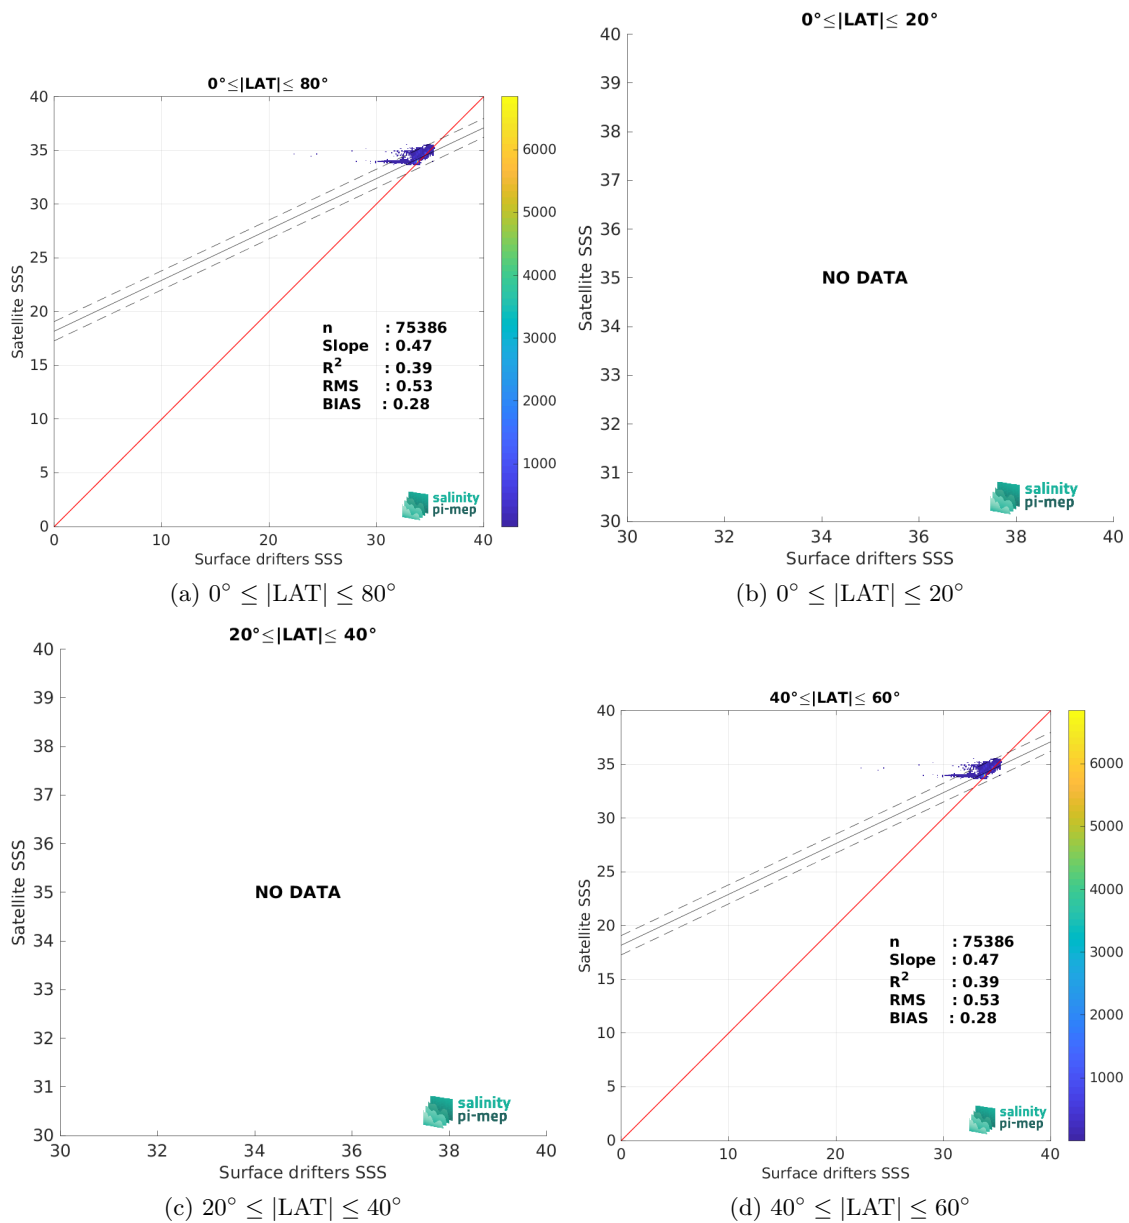 0°≤|LAT|≤ 80°
40
35
30
25
20
15
10
5
0
Satellite SSS
0
10
20
30
40
Surface drifters SSS
6000
5000
4000
3000
2000
1000
n : 75386
Slope : 0.47
R² : 0.39
RMS : 0.53
BIAS : 0.28
salinity
pi-mep
(a) 0° ≤ |LAT| ≤ 80°
0°≤|LAT|≤ 20°
40
39
38
37
36
35
34
33
32
31
30
Satellite SSS
NO DATA
salinity
pi-mep
30
32
34
36
38
40
Surface drifters SSS
(b) 0° ≤ |LAT| ≤ 20°
20°≤|LAT|≤ 40°
40
39
38
37
36
35
34
33
32
31
30
Satellite SSS
NO DATA
salinity
pi-mep
30
32
34
36
38
40
Surface drifters SSS
(c) 20° ≤ |LAT| ≤ 40°
40°≤|LAT|≤ 60°
40
35
30
25
20
15
10
5
0
Satellite SSS
0
10
20
30
40
Surface drifters SSS
6000
5000
4000
3000
2000
1000
n : 75386
Slope : 0.47
R² : 0.39
RMS : 0.53
BIAS : 0.28
salinity
pi-mep
(d) 40° ≤ |LAT| ≤ 60°